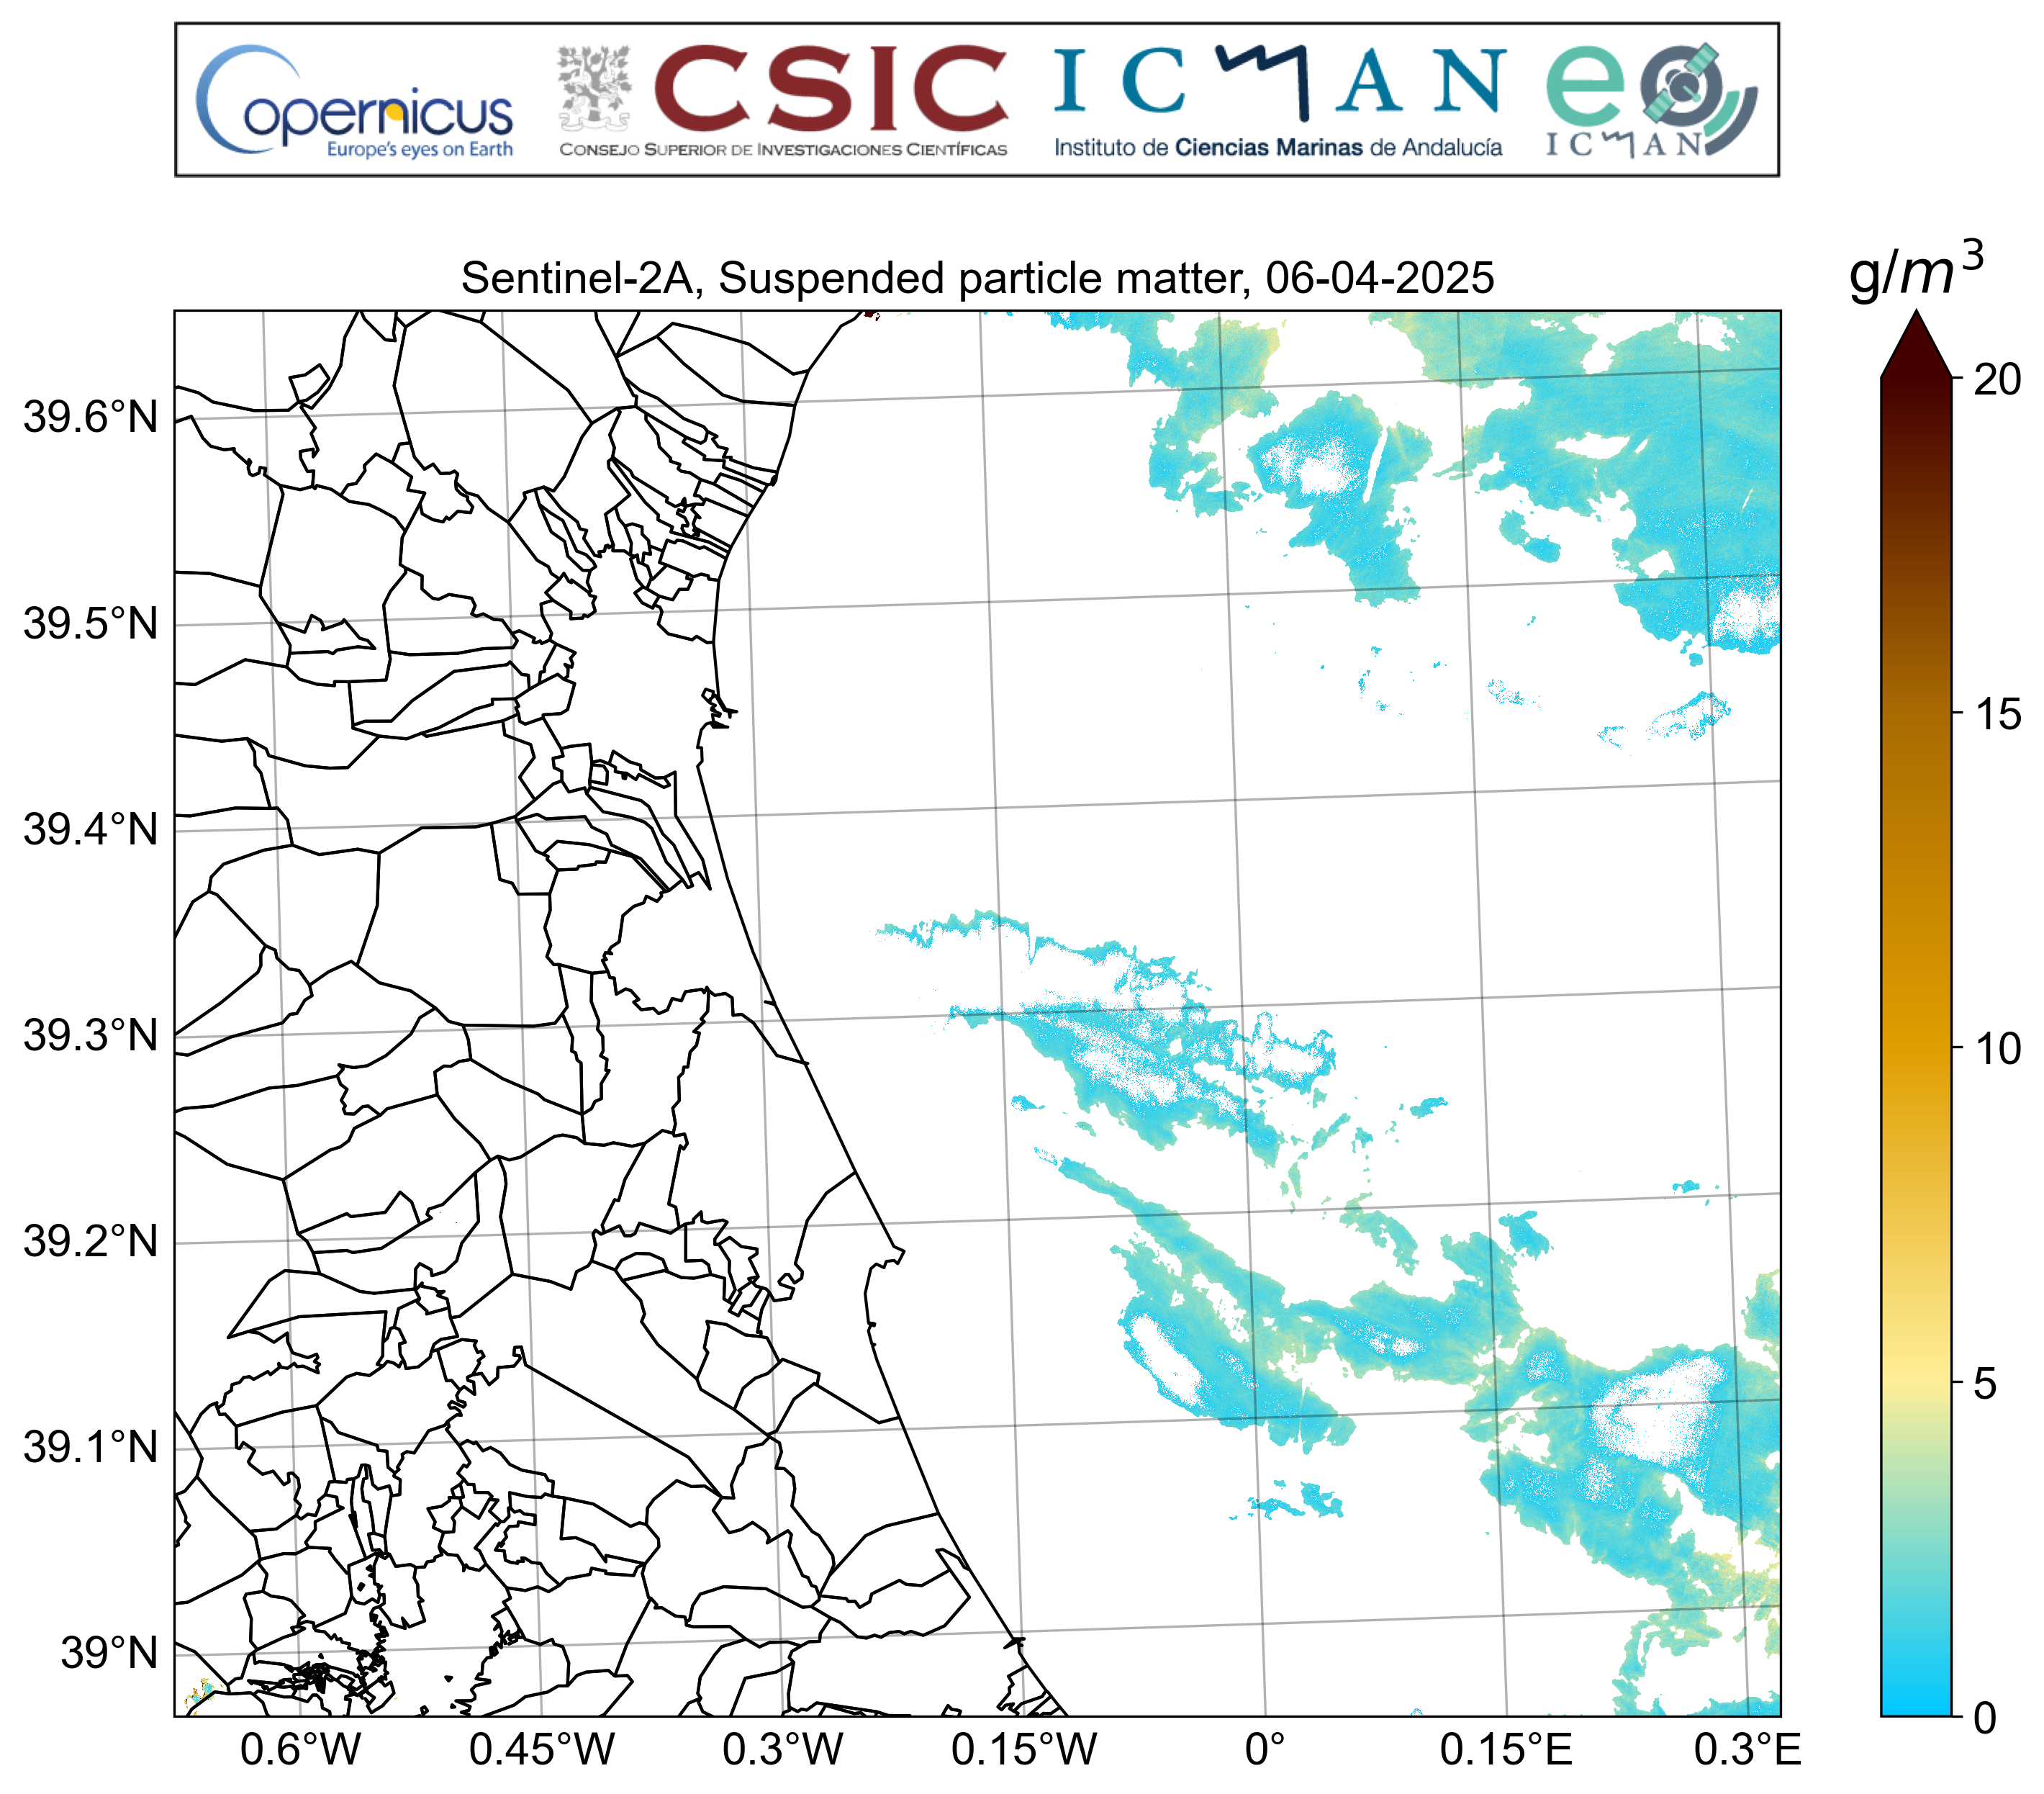 Copernicus
Europe's eyes on Earth
CSIC
CONSEJO SUPERIOR DE INVESTIGACIONES CIENTÍFICAS
ICMAN
Instituto de Ciencias Marinas de Andalucía
eo
ICMAN
Sentinel-2A, Suspended particle matter, 06-04-2025
g/m³
39.6°N
39.5°N
39.4°N
39.3°N
39.2°N
39.1°N
39°N
0.6°W 0.45°W 0.3°W 0.15°W 0° 0.15°E 0.3°E
20
15
10
5
0